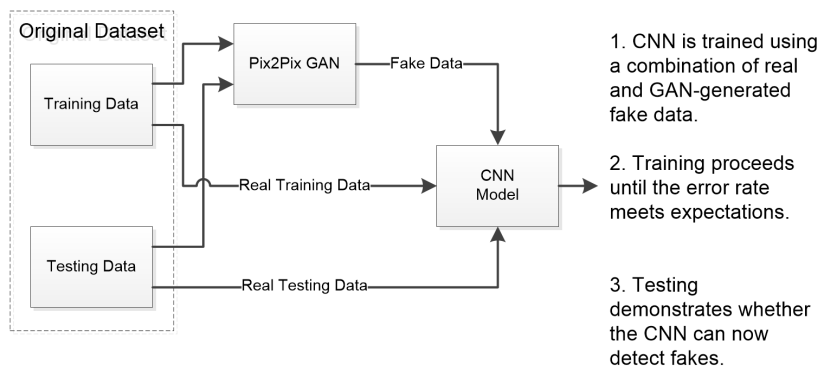 Original Dataset
Training Data
Pix2Pix GAN
Fake Data
Real Training Data
CNN
Model
Testing Data
Real Testing Data
1. CNN is trained using
a combination of real
and GAN-generated
fake data.
2. Training proceeds
until the error rate
meets expectations.
3. Testing
demonstrates whether
the CNN can now
detect fakes.